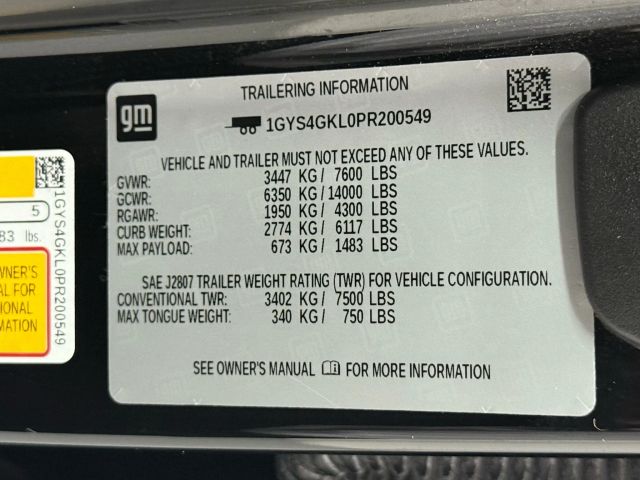 TRAILERING INFORMATION
gm
1GYS4GKL0PR200549
VEHICLE AND TRAILER MUST NOT EXCEED ANY OF THESE VALUES.
GVWR: 3447 KG / 7600 LBS
GCWR: 6350 KG / 14000 LBS
RGAWR: 1950 KG / 4300 LBS
CURB WEIGHT: 2774 KG / 6117 LBS
MAX PAYLOAD: 673 KG / 1483 LBS
SAE J2807 TRAILER WEIGHT RATING (TWR) FOR VEHICLE CONFIGURATION.
CONVENTIONAL TWR: 3402 KG / 7500 LBS
MAX TONGUE WEIGHT: 340 KG / 750 LBS
SEE OWNER'S MANUAL FOR MORE INFORMATION
5
83 lbs.
1GYS4GKL0PR200549
WNER'S
AL FOR
IONAL
MATION